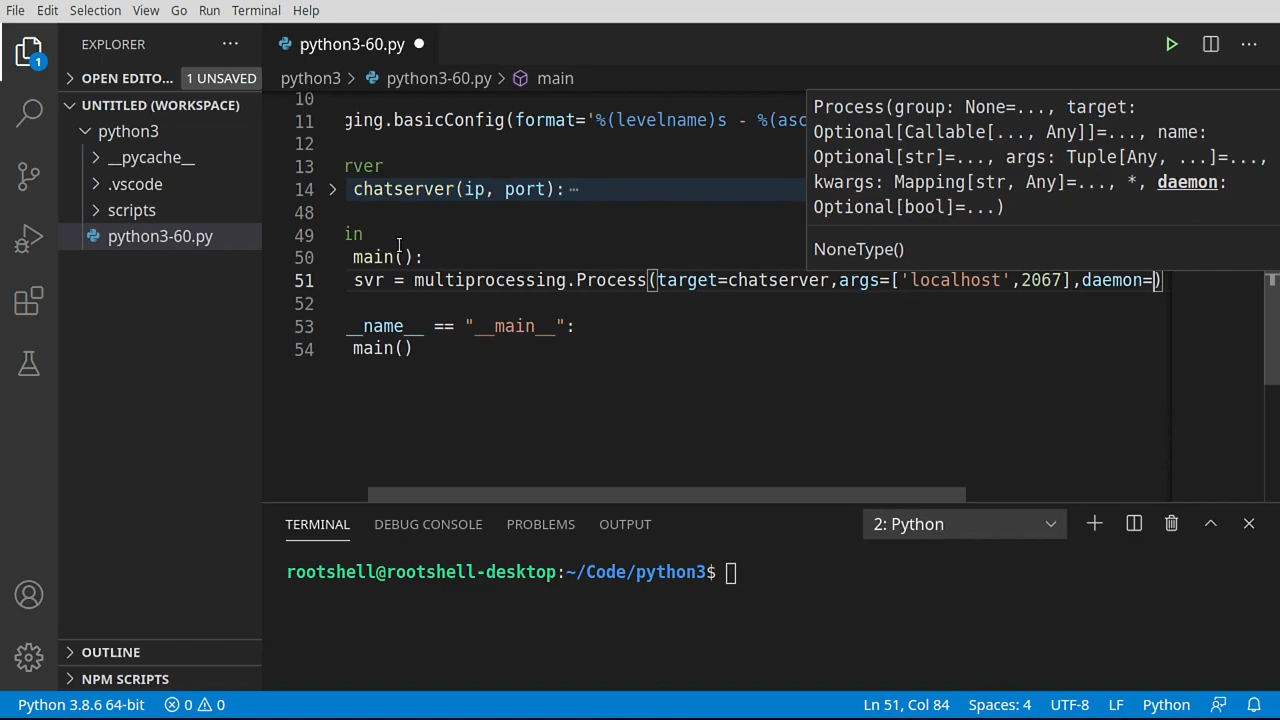 File Edit Selection View Go Run Terminal Help
EXPLORER
python3-60.py
1
OPEN EDITO... 1 UNSAVED
python3 > python3-60.py > main
UNTITLED (WORKSPACE)
python3
__pycache__
.vscode
scripts
python3-60.py
10
11 ging.basicConfig(format='%(levelname)s - %(asc
12
13 rver
14 chatserver(ip, port): ⋯
48
49 in
50 main():
51 svr = multiprocessing.Process(target=chatserver,args=['localhost',2067],daemon=)
52
53 __name__ == "__main__":
54 main()
Process(group: None=..., target:
Optional[Callable[..., Any]]=..., name:
Optional[str]=..., args: Tuple[Any, ...]=...,
kwargs: Mapping[str, Any]=..., *, daemon:
Optional[bool]=...)
NoneType()
TERMINAL DEBUG CONSOLE PROBLEMS OUTPUT 2: Python
rootshell@rootshell-desktop:~/Code/python3$
OUTLINE
NPM SCRIPTS
Python 3.8.6 64-bit 0 0 Ln 51, Col 84 Spaces: 4 UTF-8 LF Python